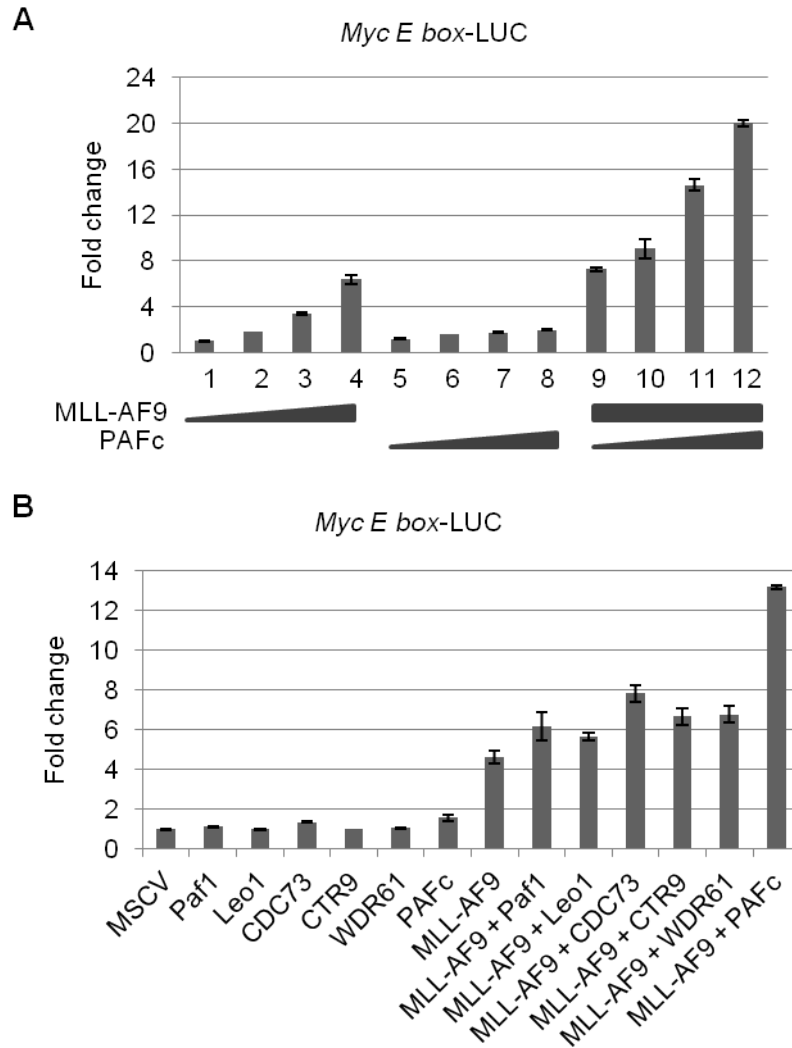 A
Myc E box-LUC
Fold change
24
20
16
12
8
4
0
1 2 3 4 5 6 7 8 9 10 11 12
MLL-AF9
PAFc
B
Myc E box-LUC
Fold change
14
12
10
8
6
4
2
0
MSCV
Paf1
Leo1
CDC73
CTR9
WDR61
PAFc
MLL-AF9
MLL-AF9 + Paf1
MLL-AF9 + Leo1
MLL-AF9 + CDC73
MLL-AF9 + CTR9
MLL-AF9 + WDR61
MLL-AF9 + PAFc